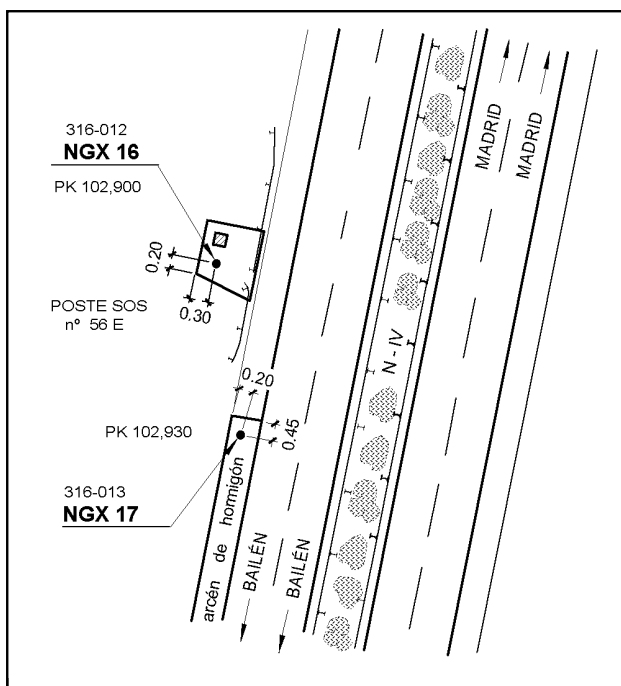 316-012
NGX 16
PK 102,900
0.20
0.30
POSTE SOS
nº 56 E
0.20
0.45
PK 102,930
316-013
NGX 17
arcén de hormigón
BAILÉN
BAILÉN
N-IV
MADRID
MADRID